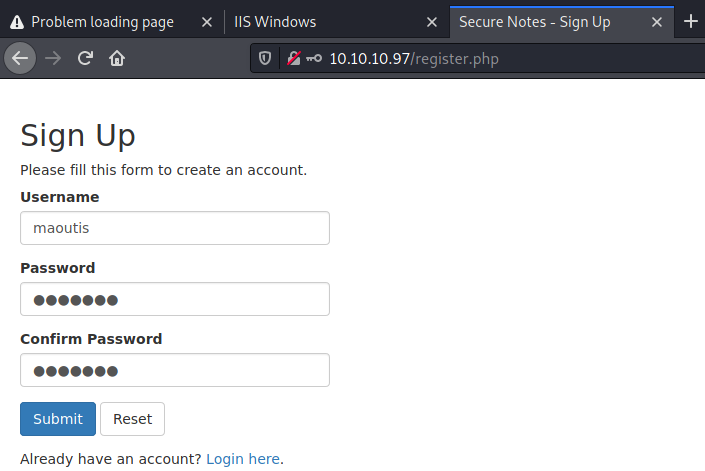 Problem loading page
IIS Windows
Secure Notes - Sign Up
10.10.10.97/register.php
Sign Up
Please fill this form to create an account.
Username
maoutis
Password
●●●●●●●
Confirm Password
●●●●●●●
Submit Reset
Already have an account? Login here.